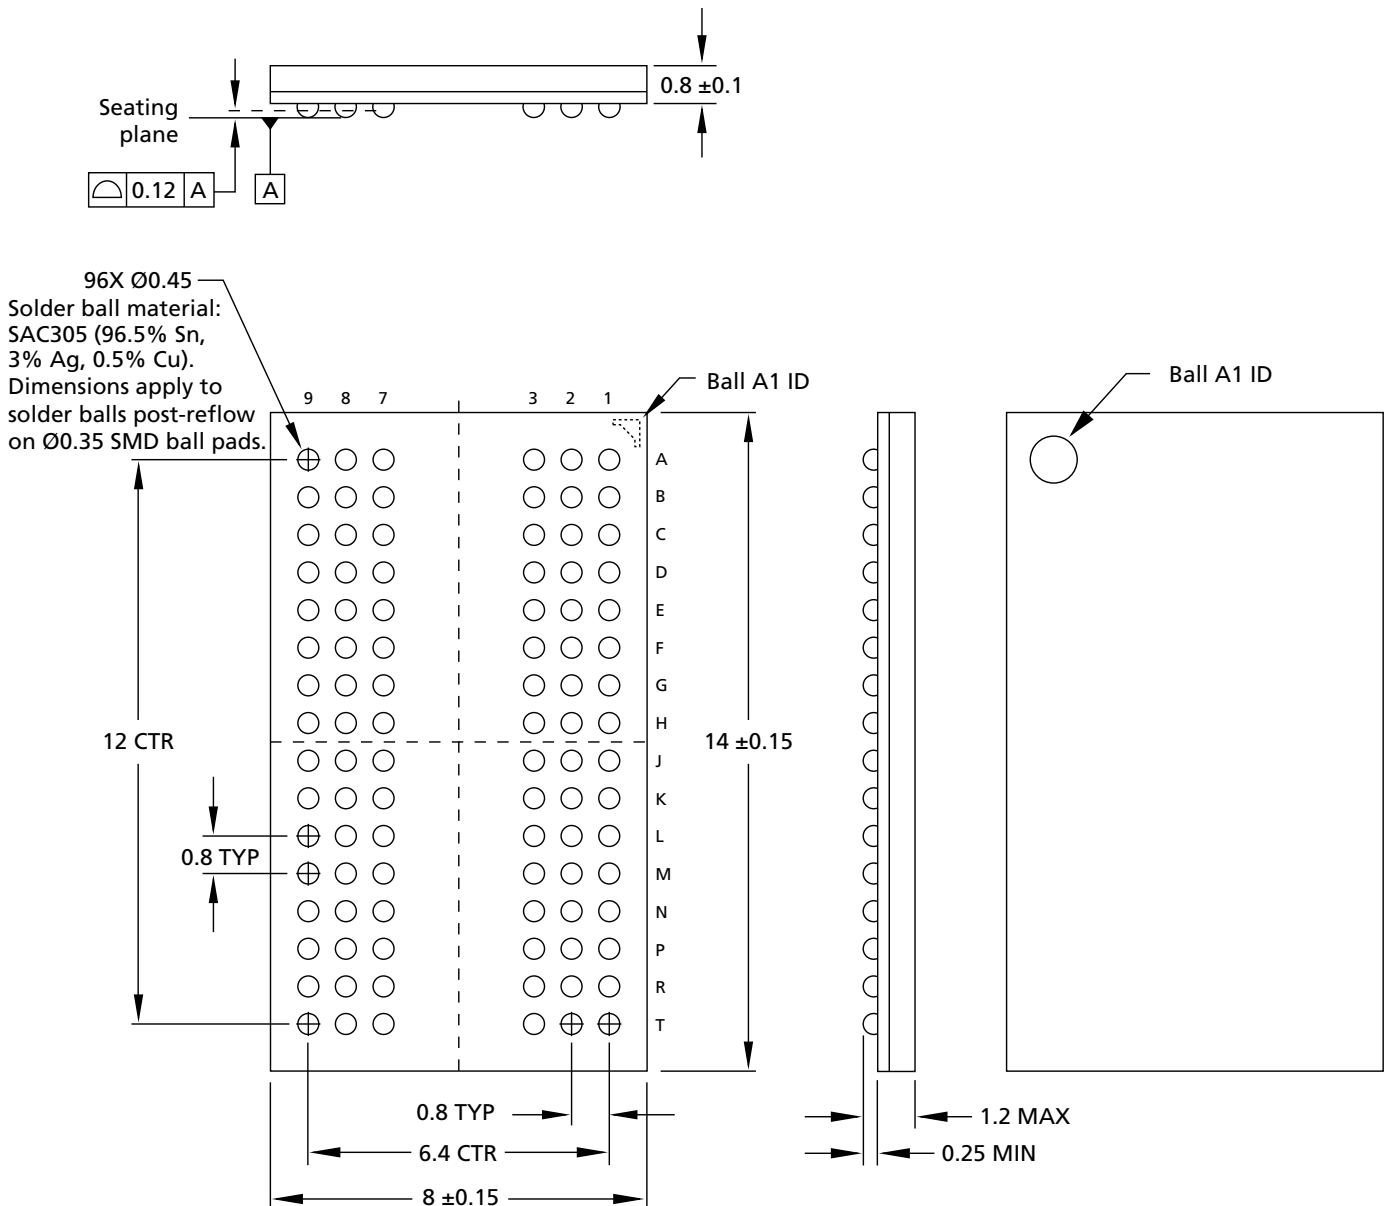 0.8 ±0.1
Seating
plane
0.12 A
A
96X Ø0.45
Solder ball material:
SAC305 (96.5% Sn,
3% Ag, 0.5% Cu).
Dimensions apply to
solder balls post-reflow
on Ø0.35 SMD ball pads.
Ball A1 ID
Ball A1 ID
9 8 7 3 2 1
A
B
C
D
E
F
G
H
J
K
L
M
N
P
R
T
12 CTR
14 ±0.15
0.8 TYP
0.8 TYP
1.2 MAX
6.4 CTR
0.25 MIN
8 ±0.15